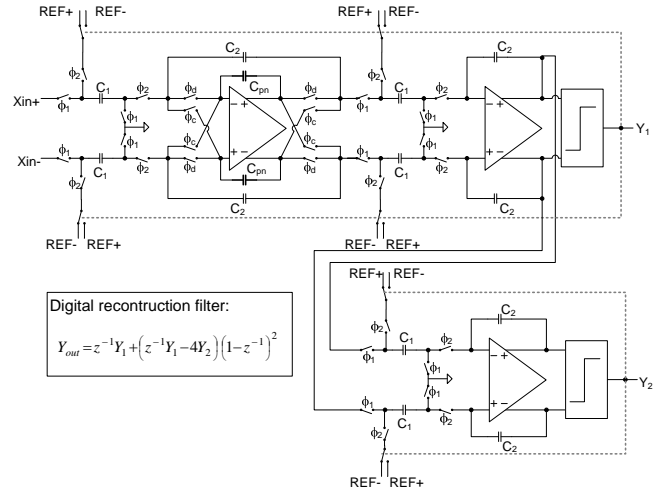 REF+ REF-
REF+ REF-
C2
C2
ϕ2
Cpn
ϕ2
C1
ϕ2
ϕd
ϕd
C1
ϕ2
Xin+
ϕ1
ϕc
ϕc
ϕ1
ϕ1
ϕ1
- +
- +
Y1
ϕ1
ϕ1
+ -
+ -
Xin-
ϕ1
ϕc
ϕc
ϕ1
ϕ2
C1
ϕ2
ϕd
Cpn
ϕd
ϕ2
C1
ϕ2
C2
C2
REF- REF+
REF- REF+
REF+ REF-
Digital recontruction filter:
Yout = z-1Y1 + (z-1Y1 - 4Y2)(1 - z-1)2
C2
ϕ2
C1
ϕ2
ϕ1
ϕ1
- +
Y2
ϕ1
+ -
ϕ1
C1
ϕ2
ϕ2
C2
REF- REF+